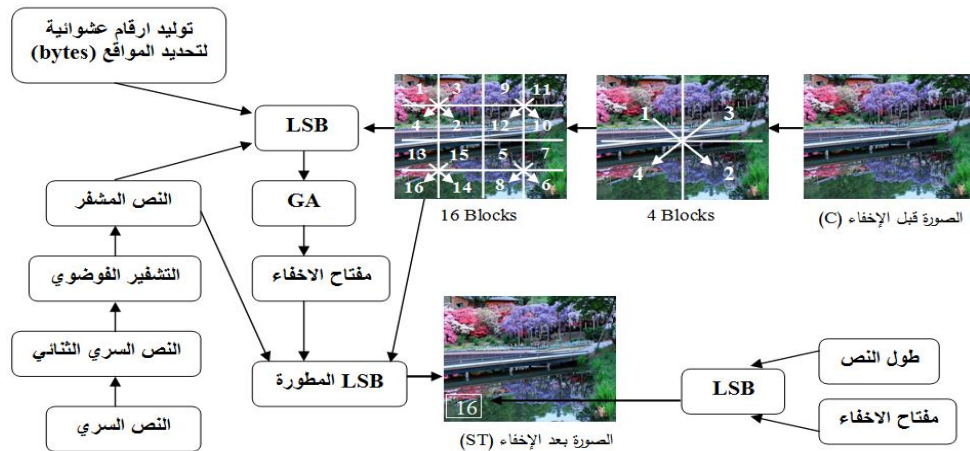 توليد ارقام عشوائية
لتحديد المواقع (bytes)
LSB
1 3 9 11
4 2 12 10
13 15 5 7
16 14 8 6
16 Blocks
1 3
4 2
4 Blocks
الصورة قبل الإخفاء (C)
النص المشفر
GA
التشفير الفوضوي
مفتاح الاخفاء
النص السري الثنائي
LSB المطورة
النص السري
16
الصورة بعد الإخفاء (ST)
LSB
طول النص
مفتاح الاخفاء